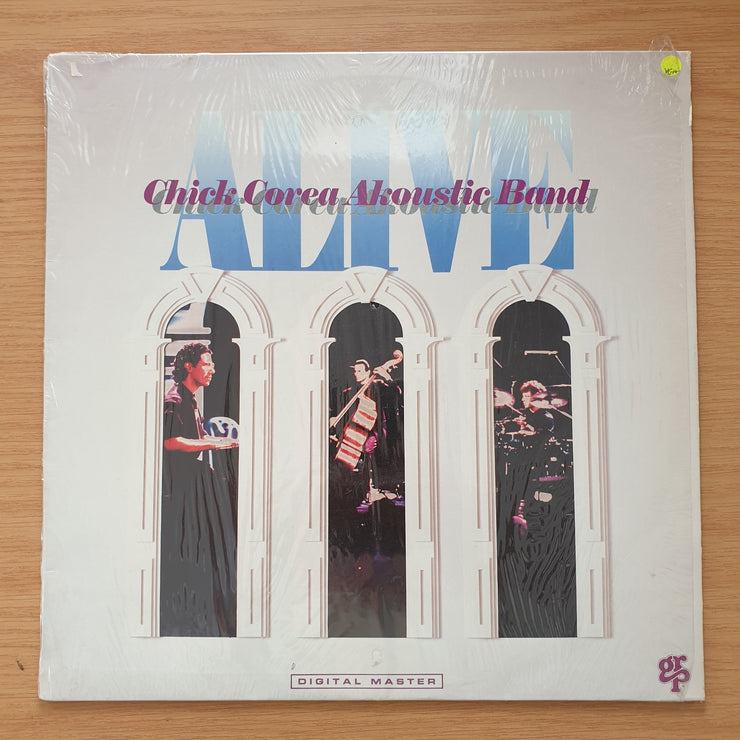 ALIVE
Chick Corea Akoustic Band
DIGITAL MASTER
grp